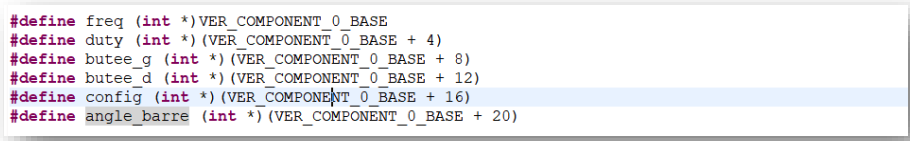 #define freq (int *)VER_COMPONENT_0_BASE
#define duty (int *)(VER_COMPONENT_0_BASE + 4)
#define butee_g (int *)(VER_COMPONENT_0_BASE + 8)
#define butee_d (int *)(VER_COMPONENT_0_BASE + 12)
#define config (int *)(VER_COMPONENT_0_BASE + 16)
#define angle_barre (int *)(VER_COMPONENT_0_BASE + 20)